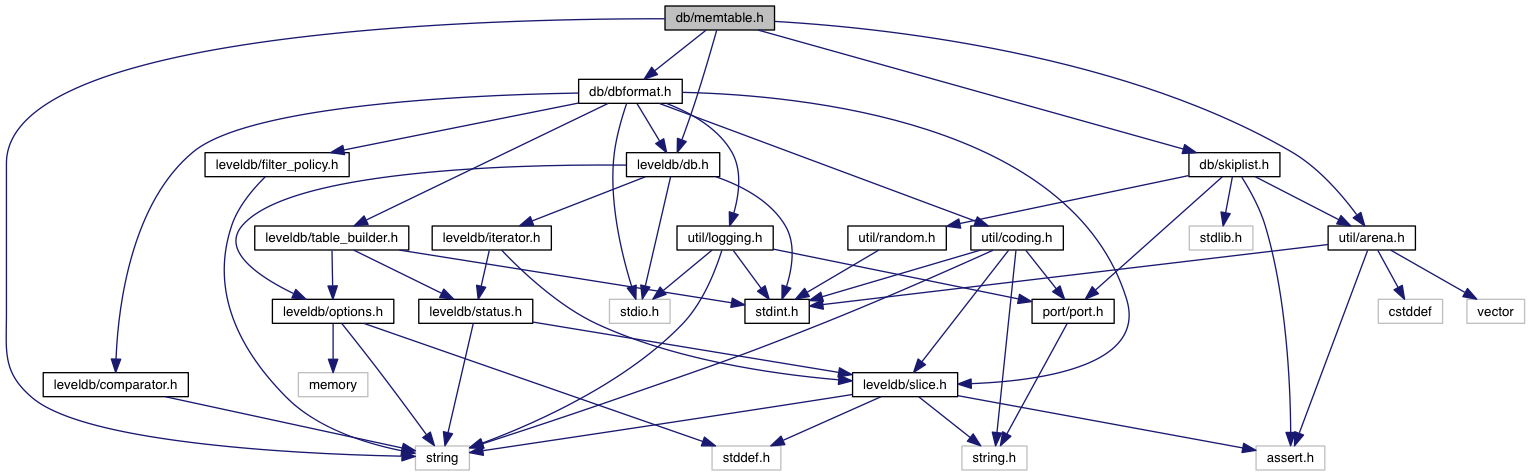 db/memtable.h
db/dbformat.h
leveldb/filter_policy.h
leveldb/db.h
db/skiplist.h
leveldb/table_builder.h
leveldb/iterator.h
util/logging.h
util/random.h
util/coding.h
stdlib.h
util/arena.h
leveldb/options.h
leveldb/status.h
stdio.h
stdint.h
port/port.h
cstddef
vector
leveldb/comparator.h
memory
leveldb/slice.h
string
stddef.h
string.h
assert.h